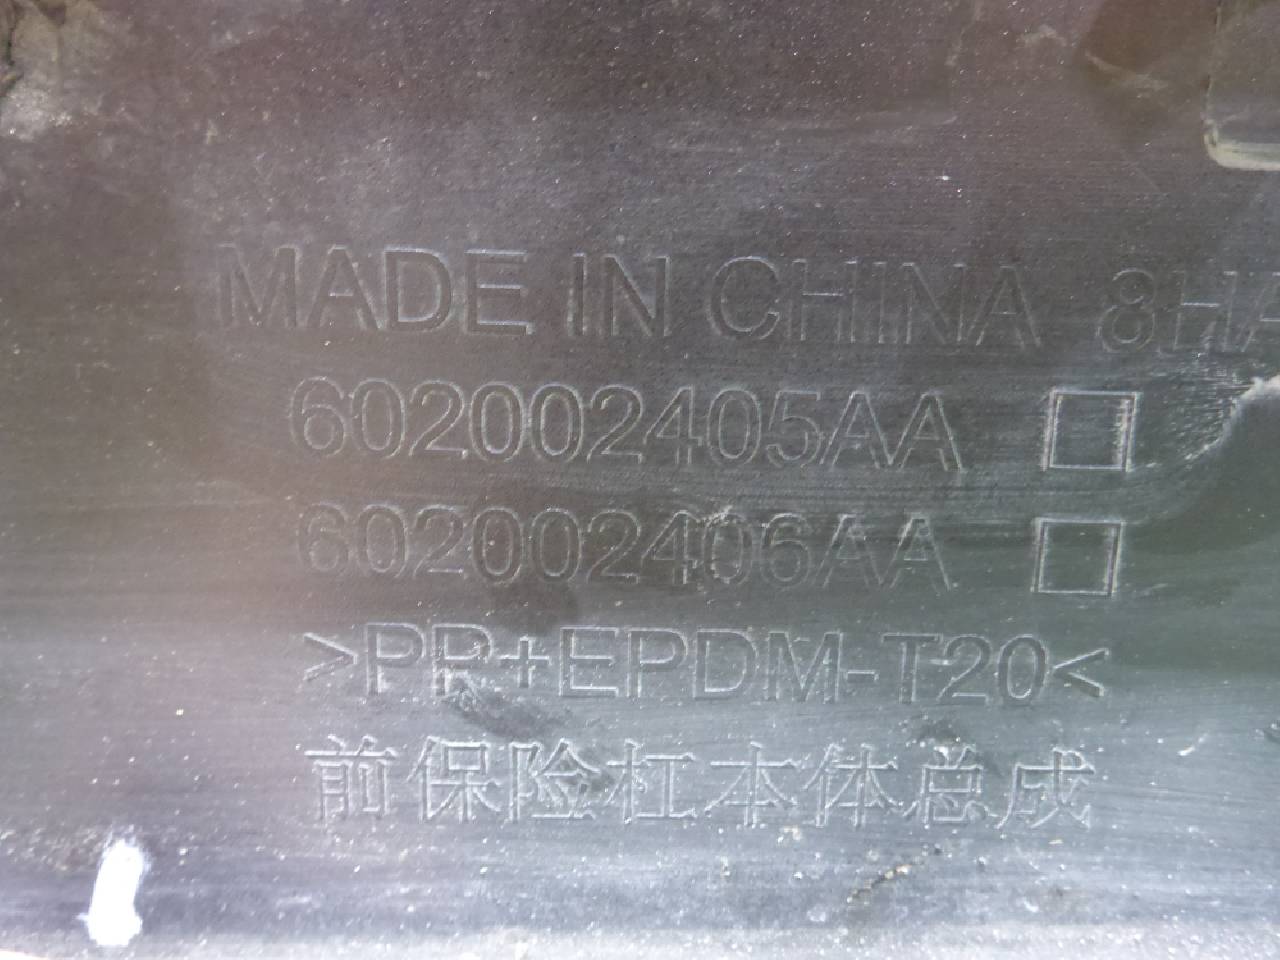 MADE IN CHINA 8HA
602002405AA □
602002406AA □
>PP+EPDM-T20<
前保险杠本体总成